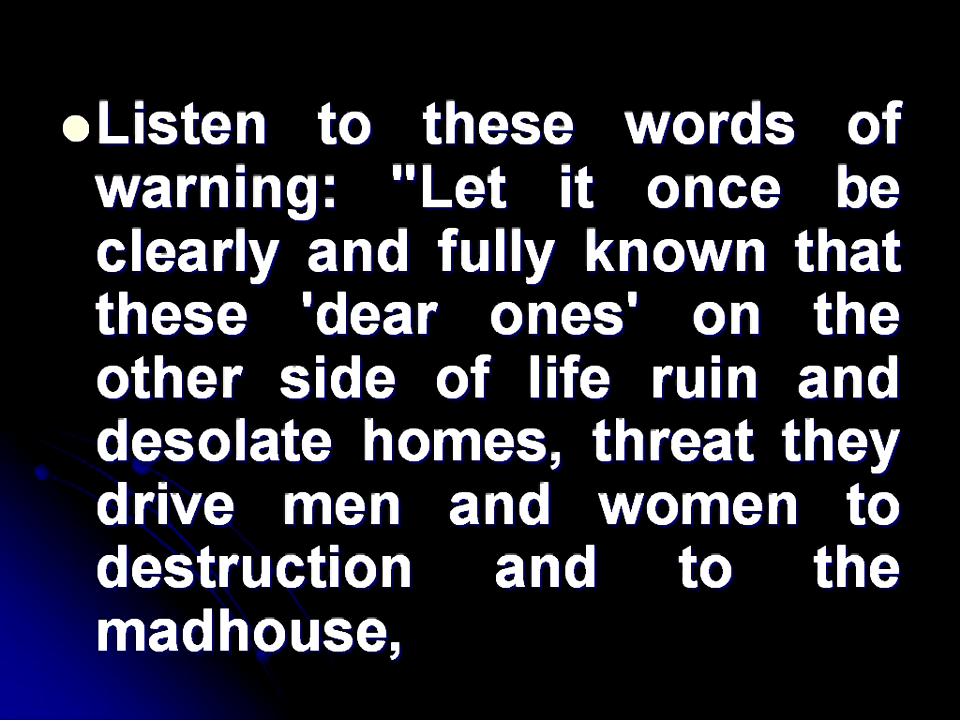 Listen to these words of
warning: "Let it once be
clearly and fully known that
these 'dear ones' on the
other side of life ruin and
desolate homes, threat they
drive men and women to
destruction and to the
madhouse,